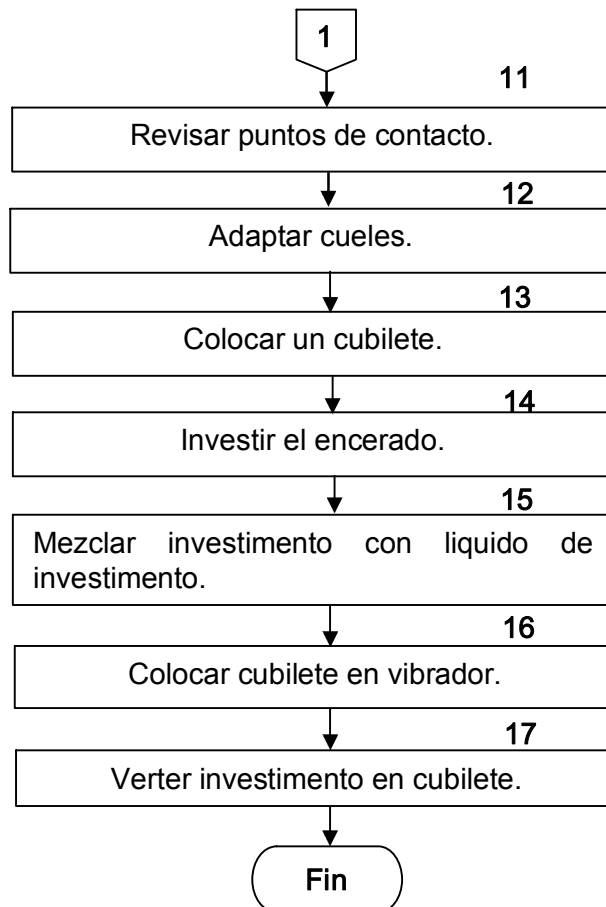 1
11
Revisar puntos de contacto.
12
Adaptar cueles.
13
Colocar un cubilete.
14
Investir el encerado.
15
Mezclar investimento con liquido de
investimento.
16
Colocar cubilete en vibrador.
17
Verter investimento en cubilete.
Fin